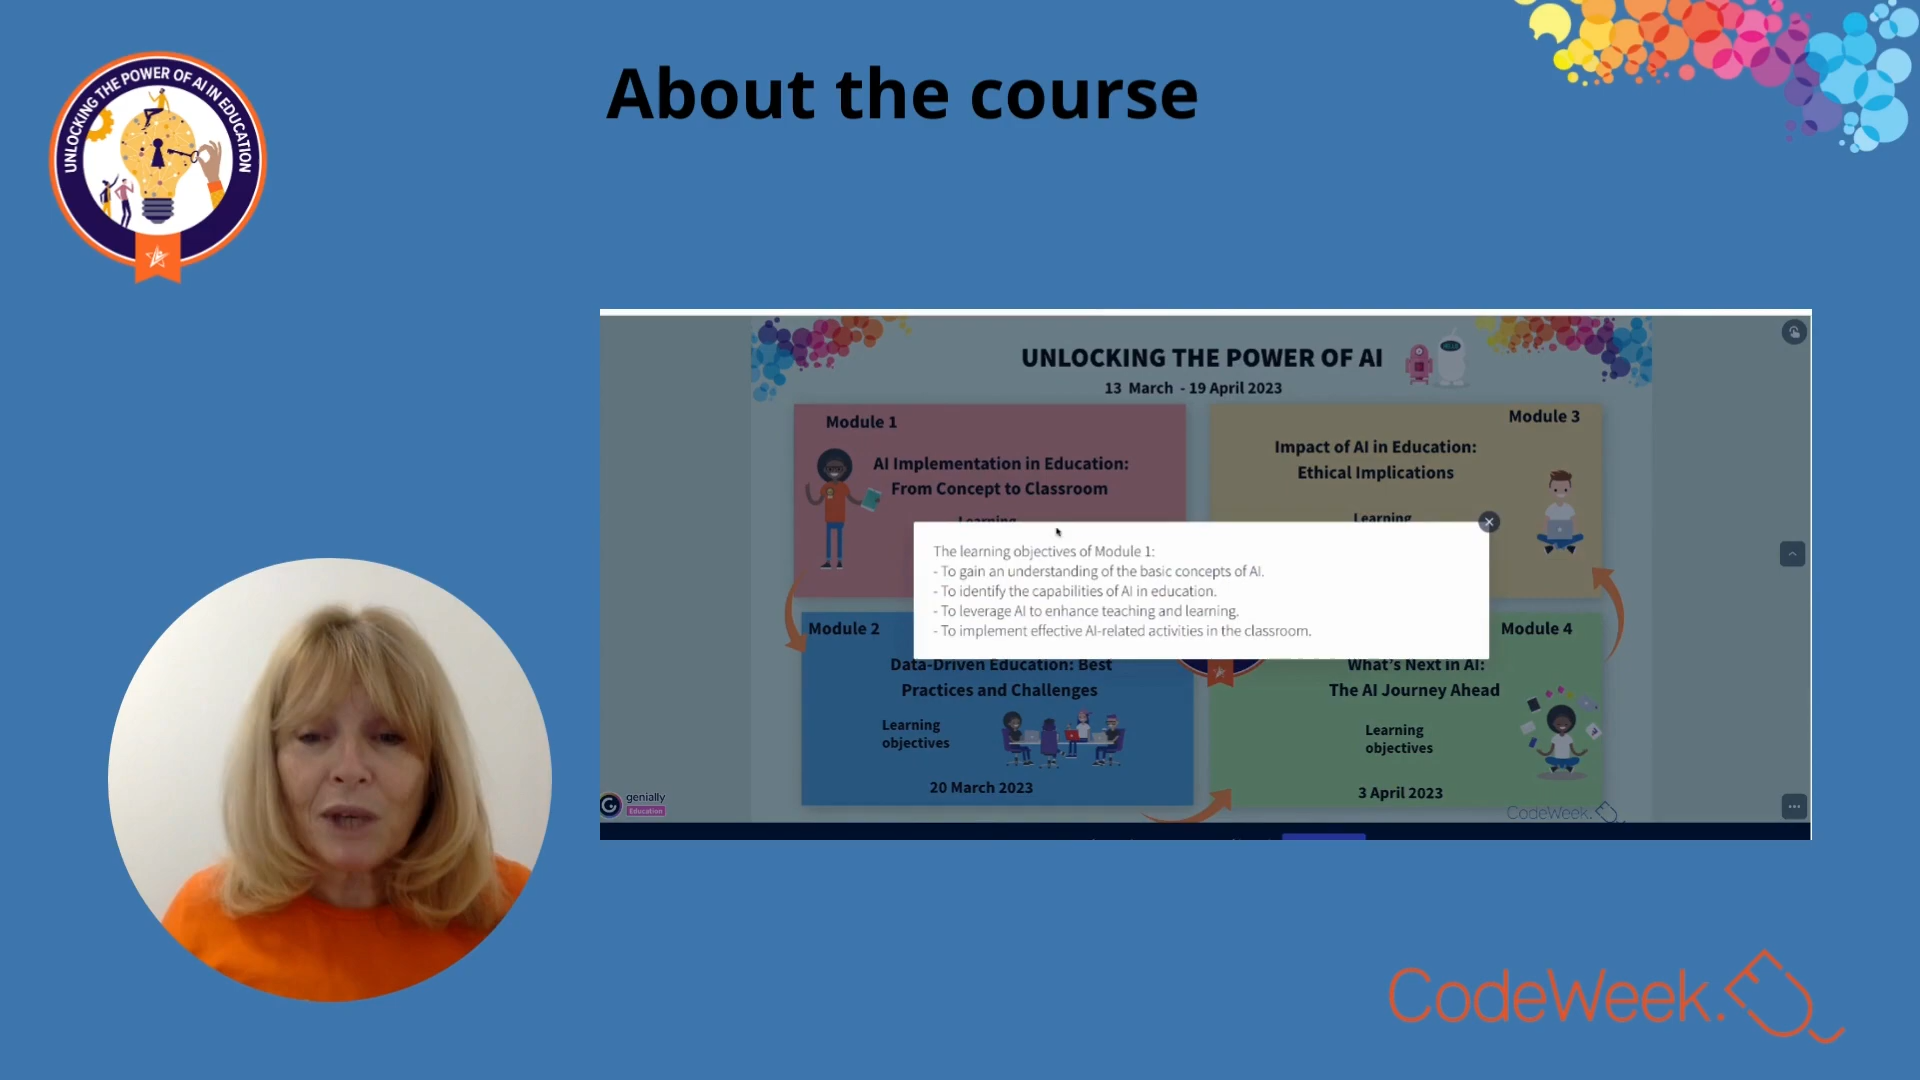 UNLOCKING THE POWER OF AI IN EDUCATION
About the course
UNLOCKING THE POWER OF AI
13 March - 19 April 2023
Module 1
AI Implementation in Education:
From Concept to Classroom
Learning
Module 3
Impact of AI in Education:
Ethical Implications
Learning
The learning objectives of Module 1:
- To gain an understanding of the basic concepts of AI.
- To identify the capabilities of AI in education.
- To leverage AI to enhance teaching and learning.
- To implement effective AI-related activities in the classroom.
Module 2
Data-Driven Education: Best
Practices and Challenges
Learning
objectives
20 March 2023
Module 4
What's Next in AI:
The AI Journey Ahead
Learning
objectives
3 April 2023
genially
Education
CodeWeek.
CodeWeek.